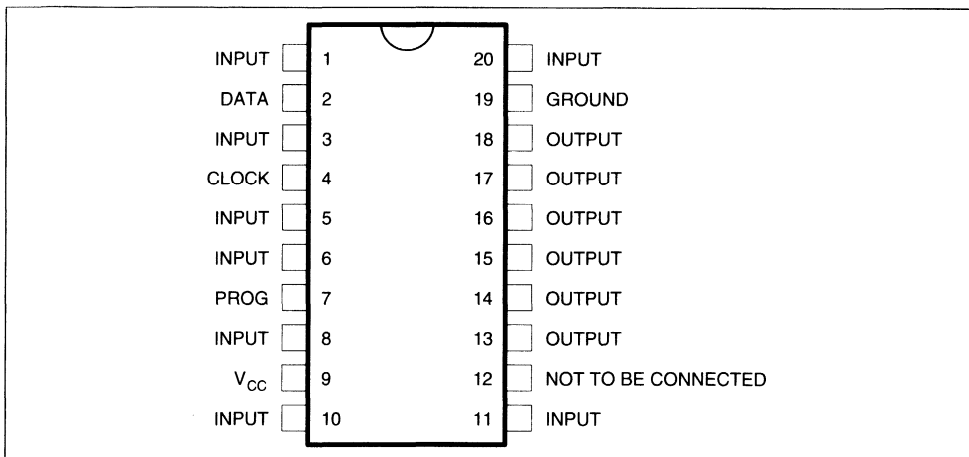 INPUT 1 20 INPUT
DATA 2 19 GROUND
INPUT 3 18 OUTPUT
CLOCK 4 17 OUTPUT
INPUT 5 16 OUTPUT
INPUT 6 15 OUTPUT
PROG 7 14 OUTPUT
INPUT 8 13 OUTPUT
VCC 9 12 NOT TO BE CONNECTED
INPUT 10 11 INPUT